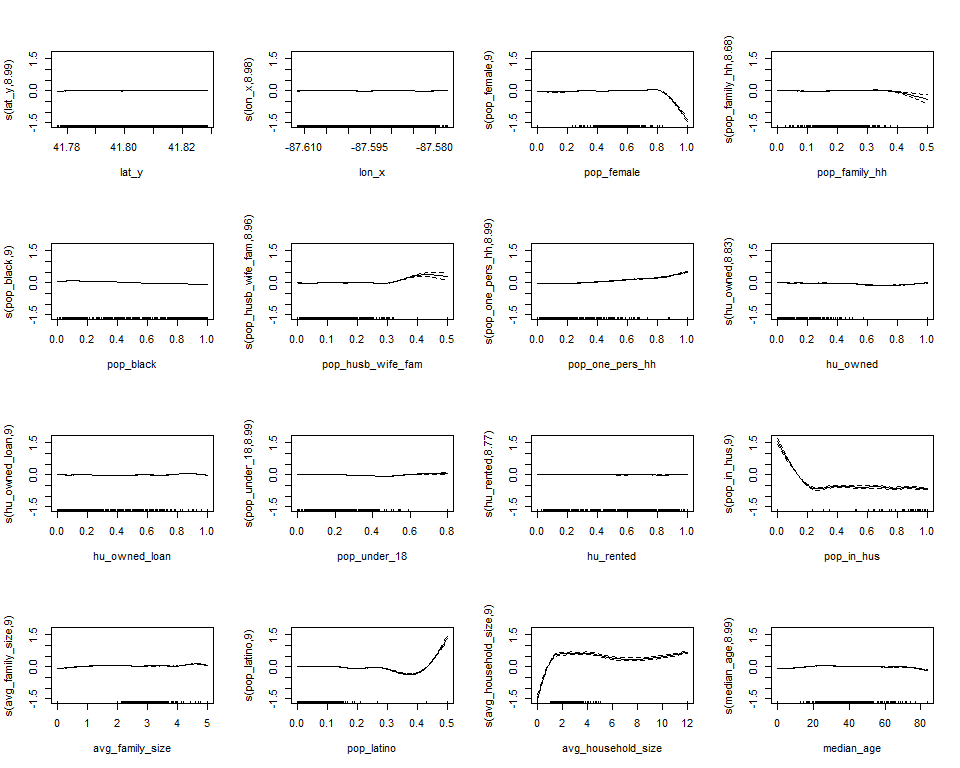 s(lat_y,8.99)
1.5
0.0
-1.5
41.78 41.80 41.82
lat_y
s(lon_x,8.98)
1.5
0.0
-1.5
-87.610 -87.595 -87.580
lon_x
s(pop_female,9)
1.5
0.0
-1.5
0.0 0.2 0.4 0.6 0.8 1.0
pop_female
s(pop_family_hh,8.68)
1.5
0.0
-1.5
0.0 0.1 0.2 0.3 0.4 0.5
pop_family_hh
s(pop_black,9)
1.5
0.0
-1.5
0.0 0.2 0.4 0.6 0.8 1.0
pop_black
s(pop_husb_wife_fam,8.96)
1.5
0.0
-1.5
0.0 0.1 0.2 0.3 0.4 0.5
pop_husb_wife_fam
s(pop_one_pers_hh,8.99)
1.5
0.0
-1.5
0.0 0.2 0.4 0.6 0.8 1.0
pop_one_pers_hh
s(hu_owned,8.83)
1.5
0.0
-1.5
0.0 0.2 0.4 0.6 0.8 1.0
hu_owned
s(hu_owned_loan,9)
1.5
0.0
-1.5
0.0 0.2 0.4 0.6 0.8 1.0
hu_owned_loan
s(pop_under_18,8.99)
1.5
0.0
-1.5
0.0 0.2 0.4 0.6 0.8
pop_under_18
s(hu_rented,8.77)
1.5
0.0
-1.5
0.0 0.2 0.4 0.6 0.8 1.0
hu_rented
s(pop_in_hus,9)
1.5
0.0
-1.5
0.0 0.2 0.4 0.6 0.8 1.0
pop_in_hus
s(avg_family_size,9)
1.5
0.0
-1.5
0 1 2 3 4 5
avg_family_size
s(pop_latino,9)
1.5
0.0
-1.5
0.0 0.1 0.2 0.3 0.4 0.5
pop_latino
s(avg_household_size,9)
1.5
0.0
-1.5
0 2 4 6 8 10 12
avg_household_size
s(median_age,8.99)
1.5
0.0
-1.5
0 20 40 60 80
median_age